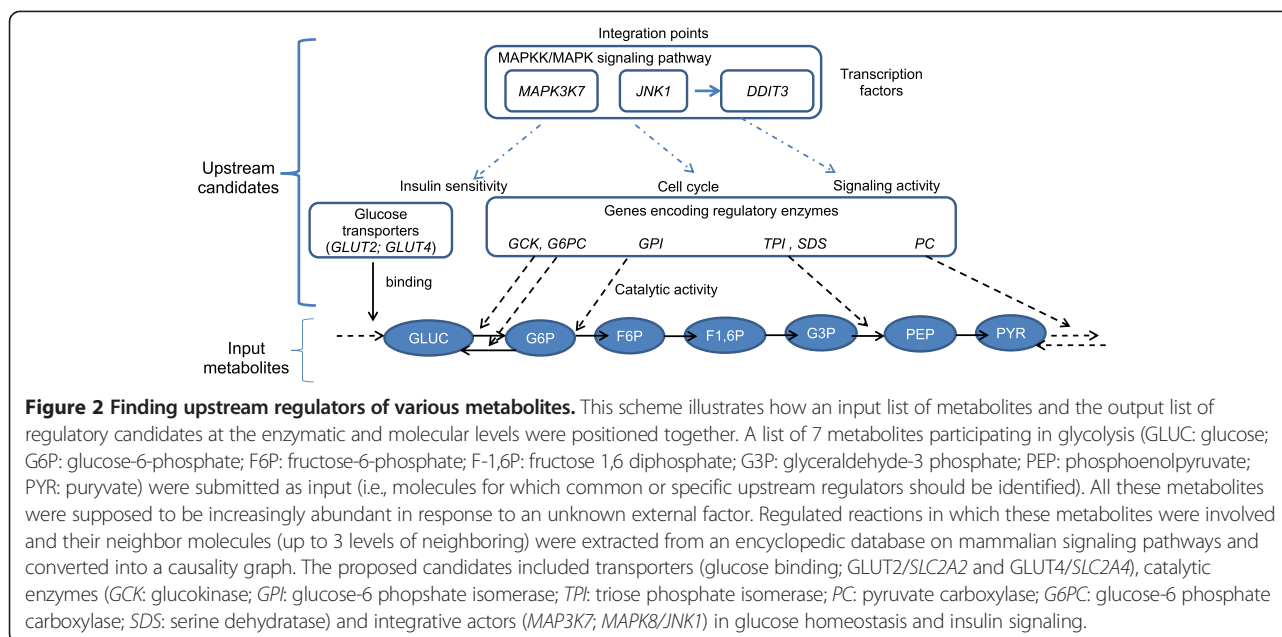 Integration points
MAPKK/MAPK signaling pathway
MAPK3K7
JNK1
DDIT3
Transcription
factors
Upstream
candidates
Insulin sensitivity
Cell cycle
Signaling activity
Glucose
transporters
(GLUT2; GLUT4)
Genes encoding regulatory enzymes
GCK, G6PC
GPI
TPI , SDS
PC
binding
Catalytic activity
Input
metabolites
GLUC
G6P
F6P
F1,6P
G3P
PEP
PYR
Figure 2 Finding upstream regulators of various metabolites. This scheme illustrates how an input list of metabolites and the output list of
regulatory candidates at the enzymatic and molecular levels were positioned together. A list of 7 metabolites participating in glycolysis (GLUC: glucose;
G6P: glucose-6-phosphate; F6P: fructose-6-phosphate; F-1,6P: fructose 1,6 diphosphate; G3P: glyceraldehyde-3 phosphate; PEP: phosphoenolpyruvate;
PYR: puryvate) were submitted as input (i.e., molecules for which common or specific upstream regulators should be identified). All these metabolites
were supposed to be increasingly abundant in response to an unknown external factor. Regulated reactions in which these metabolites were involved
and their neighbor molecules (up to 3 levels of neighboring) were extracted from an encyclopedic database on mammalian signaling pathways and
converted into a causality graph. The proposed candidates included transporters (glucose binding; GLUT2/SLC2A2 and GLUT4/SLC2A4), catalytic
enzymes (GCK: glucokinase; GPI: glucose-6 phopshate isomerase; TPI: triose phosphate isomerase; PC: pyruvate carboxylase; G6PC: glucose-6 phosphate
carboxylase; SDS: serine dehydratase) and integrative actors (MAP3K7; MAPK8/JNK1) in glucose homeostasis and insulin signaling.